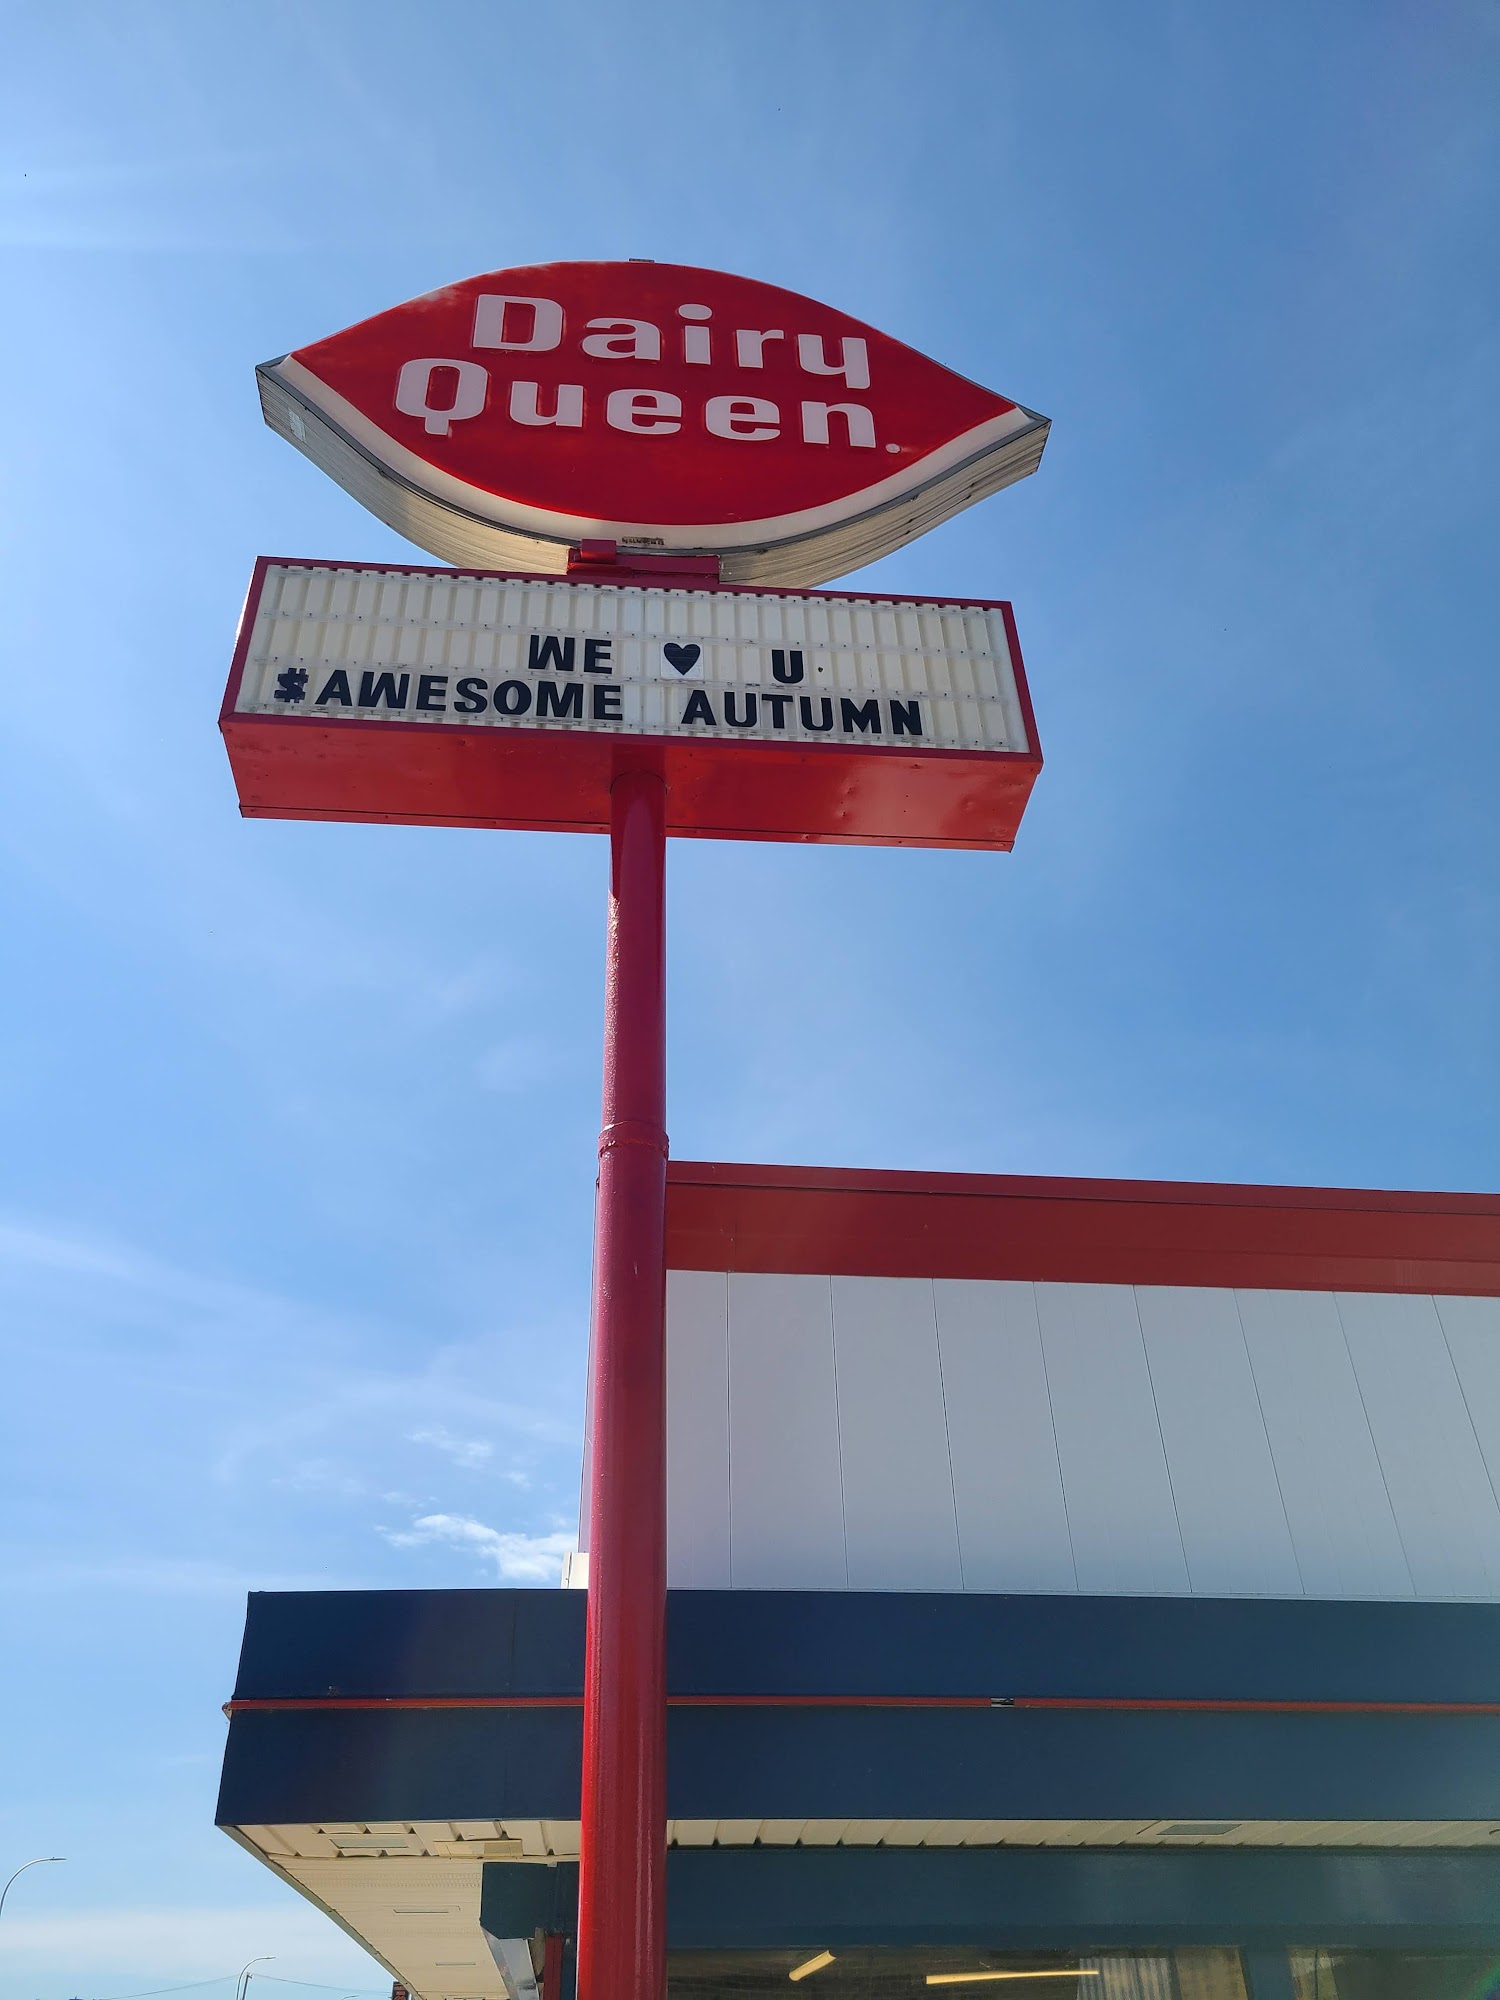 Dairy
Queen.
WE ♥ U
$AWESOME AUTUMN